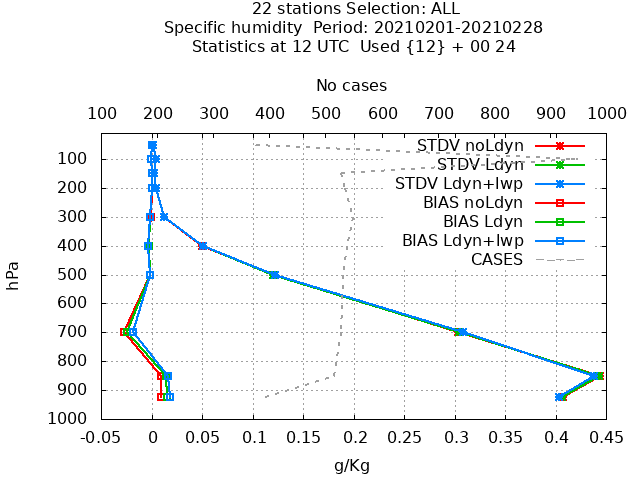 22 stations Selection: ALL
Specific humidity  Period: 20210201-20210228
Statistics at 12 UTC  Used {12} + 00 24
No cases
100 200 300 400 500 600 700 800 900 1000
STDV noLdyn
STDV Ldyn
STDV Ldyn+lwp
BIAS noLdyn
BIAS Ldyn
BIAS Ldyn+lwp
CASES
hPa
100
200
300
400
500
600
700
800
900
1000
-0.05 0 0.05 0.1 0.15 0.2 0.25 0.3 0.35 0.4 0.45
g/Kg